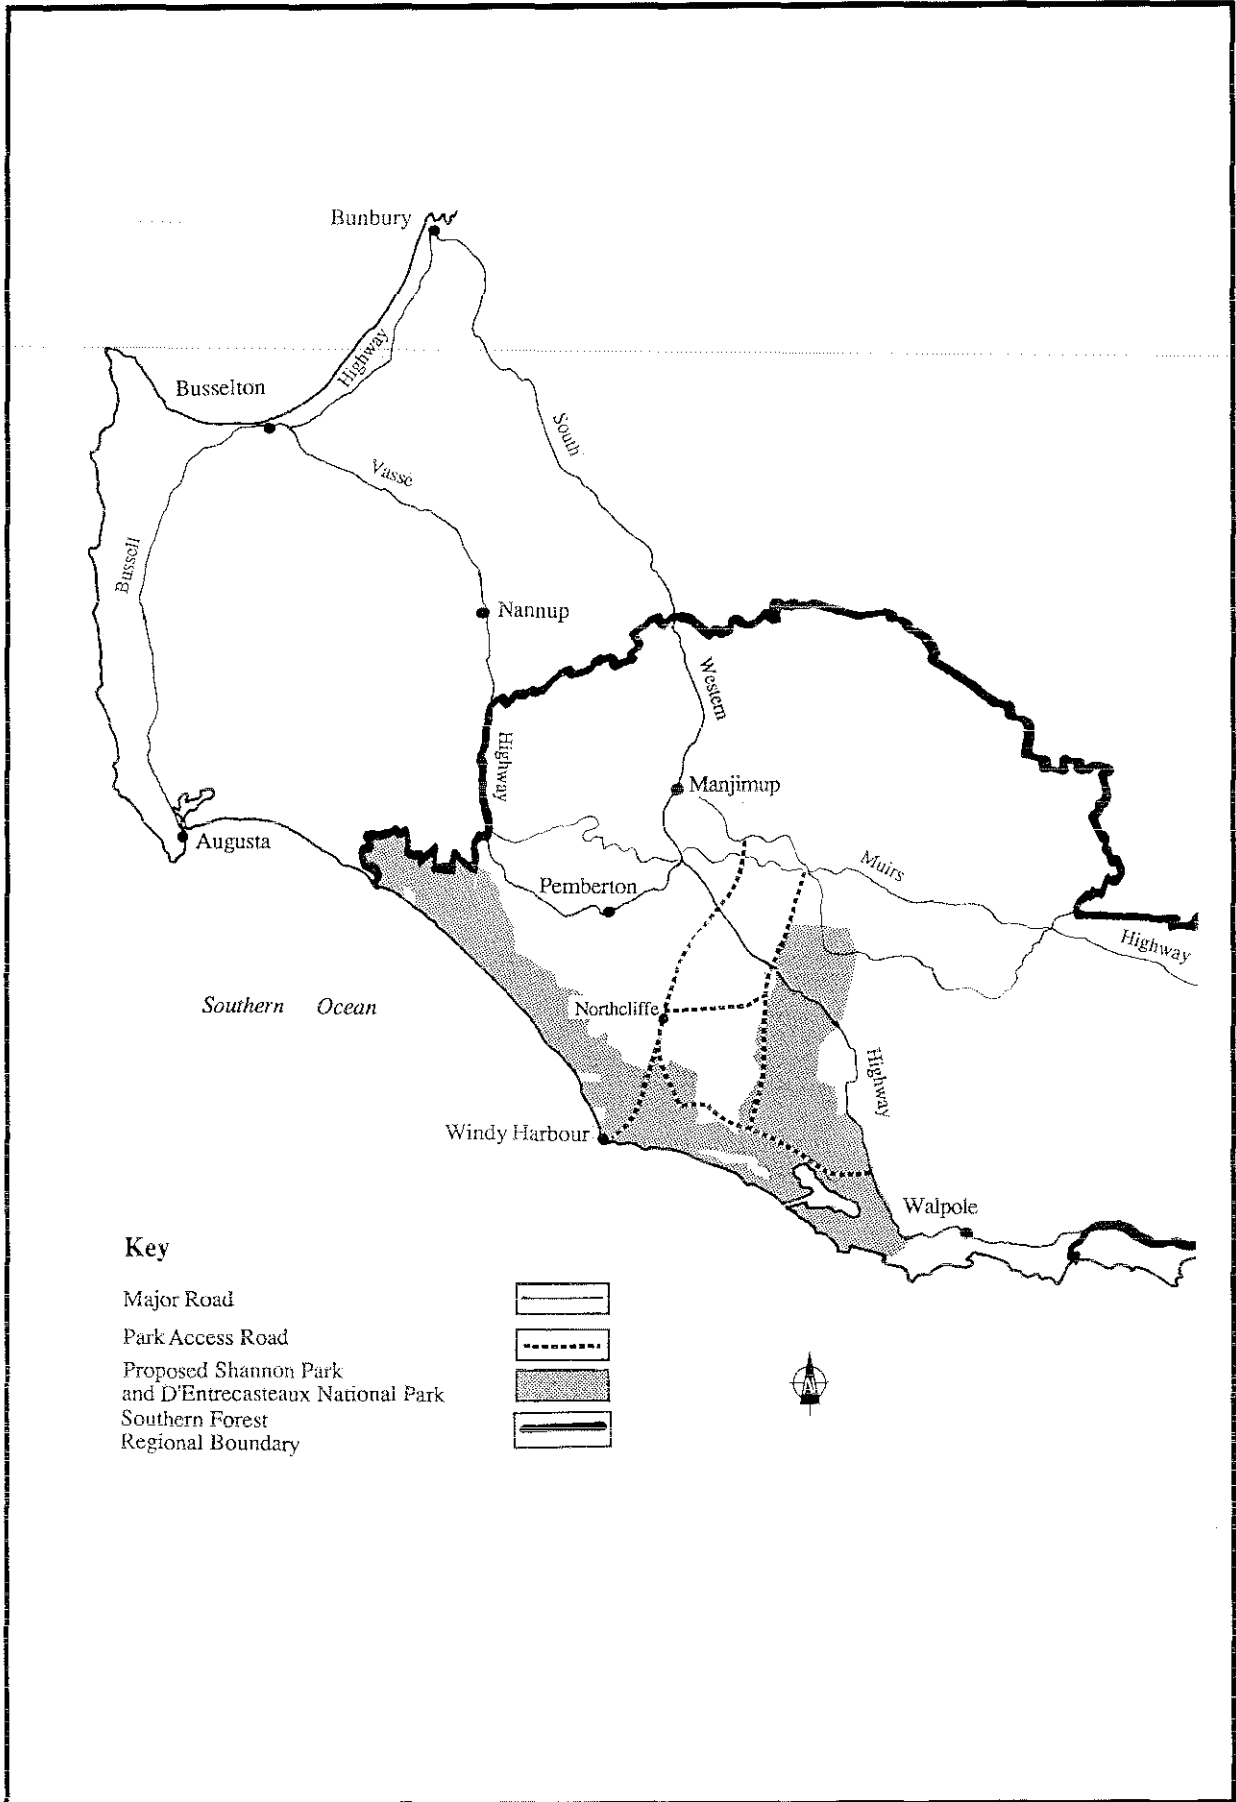 Bunbury
Highway
Busselton
South
Vasse
Bussell
Nannup
Western
Highway
Manjimup
Augusta
Muirs
Pemberton
Highway
Southern Ocean
Northcliffe
Highway
Windy Harbour
Walpole
Key
Major Road
Park Access Road
Proposed Shannon Park
and D'Entrecasteaux National Park
Southern Forest
Regional Boundary